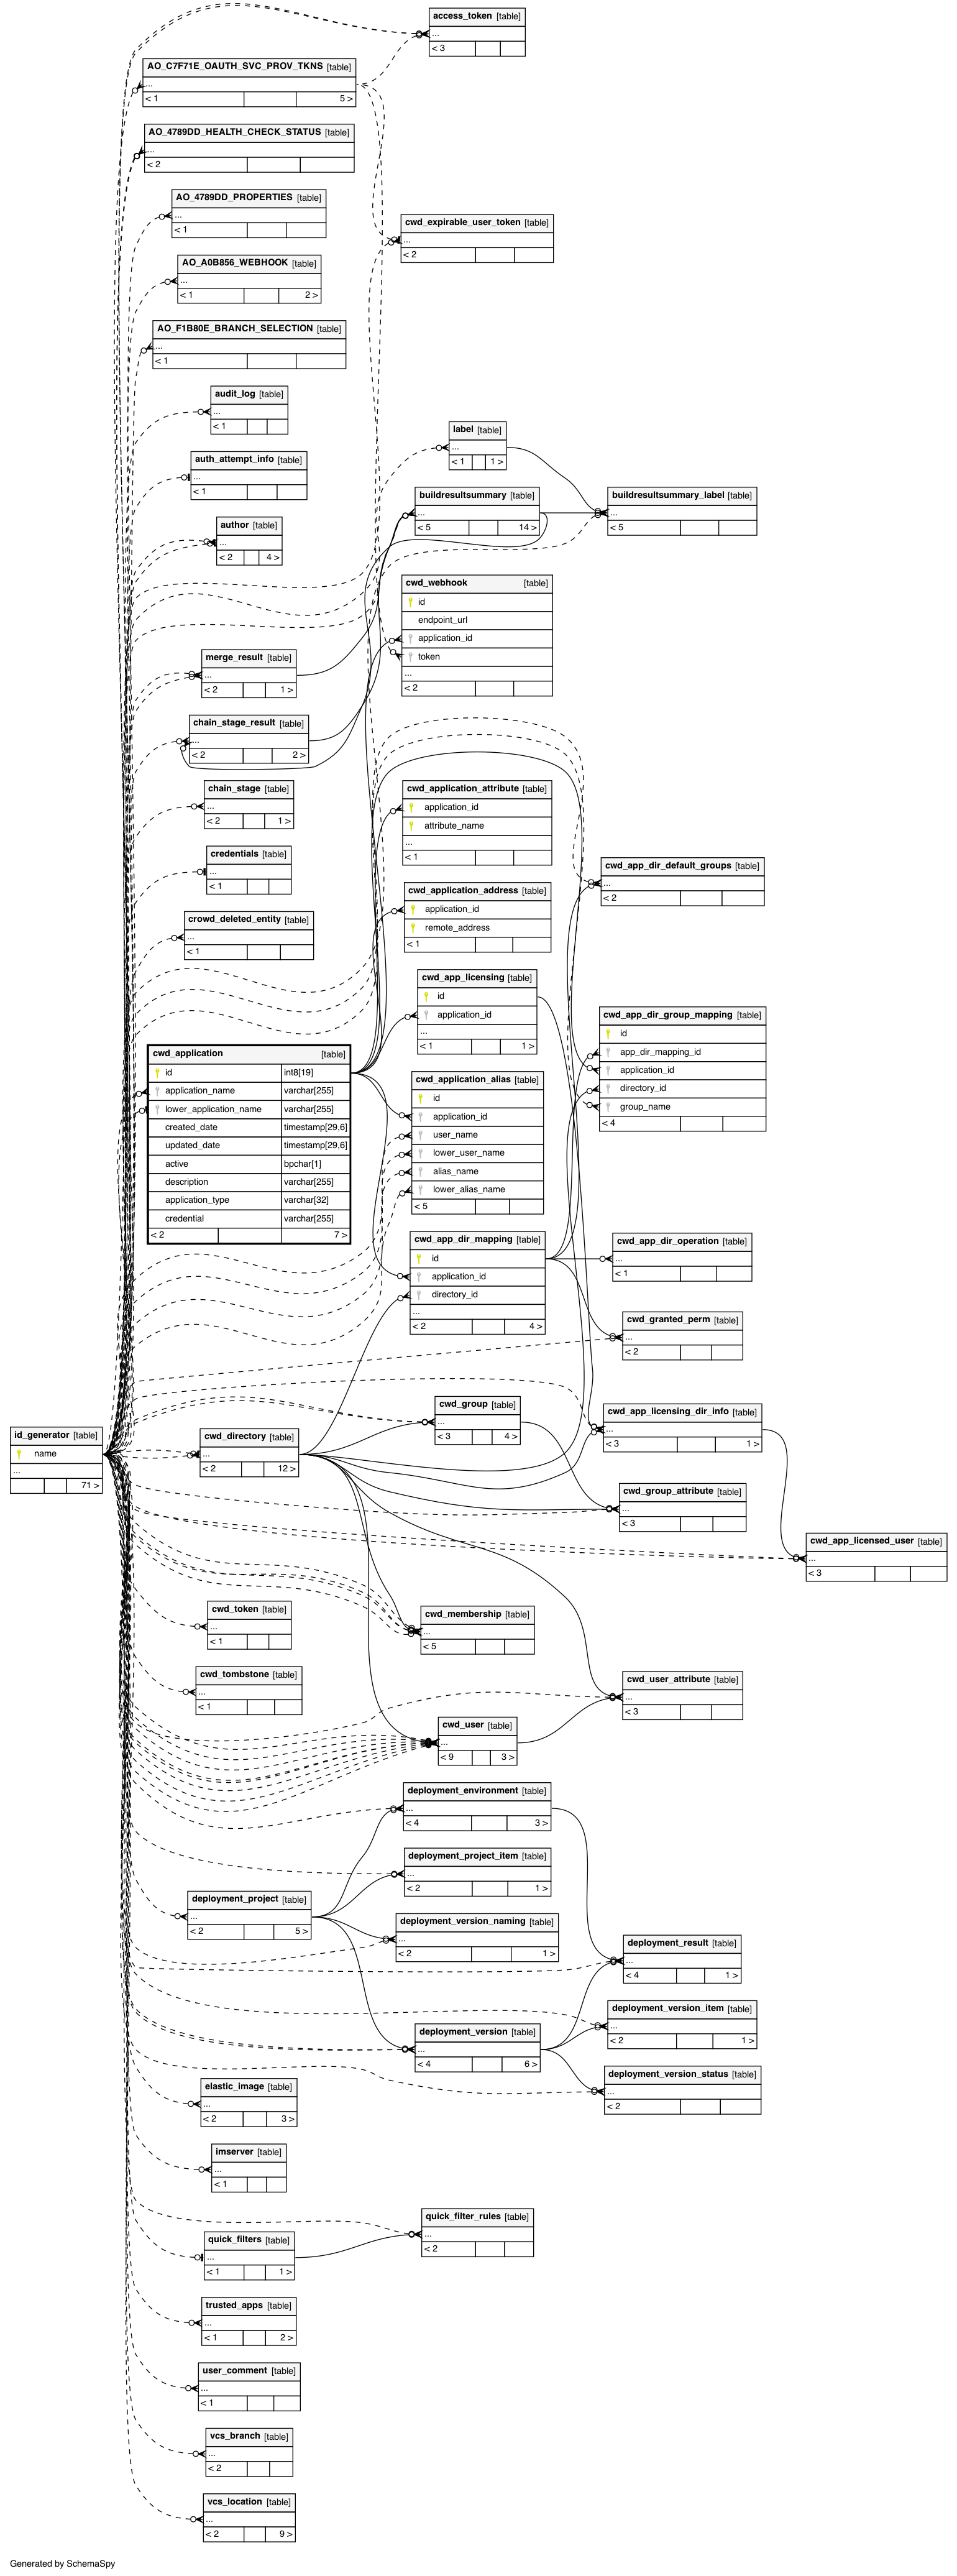 access_token [table]
...
< 3
AO_C7F71E_OAUTH_SVC_PROV_TKNS [table]
...
< 1 5 >
AO_4789DD_HEALTH_CHECK_STATUS [table]
...
< 2
AO_4789DD_PROPERTIES [table]
...
< 1
cwd_expirable_user_token [table]
...
< 2
AO_A0B856_WEBHOOK [table]
...
< 1 2 >
AO_F1B80E_BRANCH_SELECTION [table]
...
< 1
audit_log [table]
...
< 1
label [table]
...
< 1 1 >
auth_attempt_info [table]
...
< 1
buildresultsummary [table]
...
< 5 14 >
buildresultsummary_label [table]
...
< 5
author [table]
...
< 2 4 >
cwd_webhook [table]
id
endpoint_url
application_id
token
...
< 2
merge_result [table]
...
< 2 1 >
chain_stage_result [table]
...
< 2 2 >
chain_stage [table]
...
< 2 1 >
cwd_application_attribute [table]
application_id
attribute_name
...
< 1
credentials [table]
...
< 1
cwd_app_dir_default_groups [table]
...
< 2
cwd_application_address [table]
application_id
remote_address
< 1
crowd_deleted_entity [table]
...
< 1
cwd_app_licensing [table]
id
application_id
...
< 1 1 >
cwd_app_dir_group_mapping [table]
id
app_dir_mapping_id
application_id
directory_id
group_name
< 4
cwd_application [table]
id int8[19]
application_name varchar[255]
lower_application_name varchar[255]
created_date timestamp[29,6]
updated_date timestamp[29,6]
active bpchar[1]
description varchar[255]
application_type varchar[32]
credential varchar[255]
< 2 7 >
cwd_application_alias [table]
id
application_id
user_name
lower_user_name
alias_name
lower_alias_name
< 5
cwd_app_dir_mapping [table]
id
application_id
directory_id
...
< 2 4 >
cwd_app_dir_operation [table]
...
< 1
cwd_granted_perm [table]
...
< 2
cwd_group [table]
...
< 3 4 >
cwd_app_licensing_dir_info [table]
...
< 3 1 >
id_generator [table]
name
...
71 >
cwd_directory [table]
...
< 2 12 >
cwd_group_attribute [table]
...
< 3
cwd_app_licensed_user [table]
...
< 3
cwd_token [table]
...
< 1
cwd_membership [table]
...
< 5
cwd_tombstone [table]
...
< 1
cwd_user_attribute [table]
...
< 3
cwd_user [table]
...
< 9 3 >
deployment_environment [table]
...
< 4 3 >
deployment_project_item [table]
...
< 2 1 >
deployment_project [table]
...
< 2 5 >
deployment_version_naming [table]
...
< 2 1 >
deployment_result [table]
...
< 4 1 >
deployment_version_item [table]
...
< 2 1 >
deployment_version [table]
...
< 4 6 >
deployment_version_status [table]
...
< 2
elastic_image [table]
...
< 2 3 >
imserver [table]
...
< 1
quick_filter_rules [table]
...
< 2
quick_filters [table]
...
< 1 1 >
trusted_apps [table]
...
< 1 2 >
user_comment [table]
...
< 1
vcs_branch [table]
...
< 2
vcs_location [table]
...
< 2 9 >
Generated by SchemaSpy